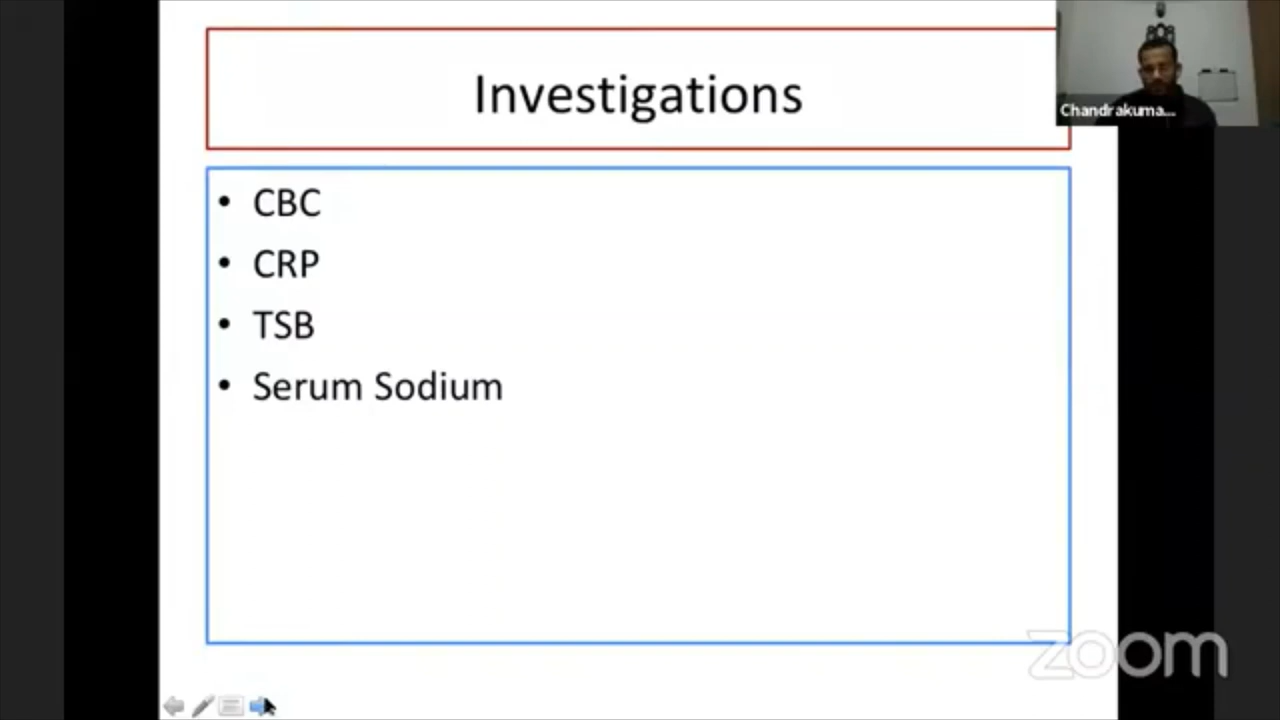 Investigations
Chandrakuma...
• CBC
• CRP
• TSB
• Serum Sodium
zoom